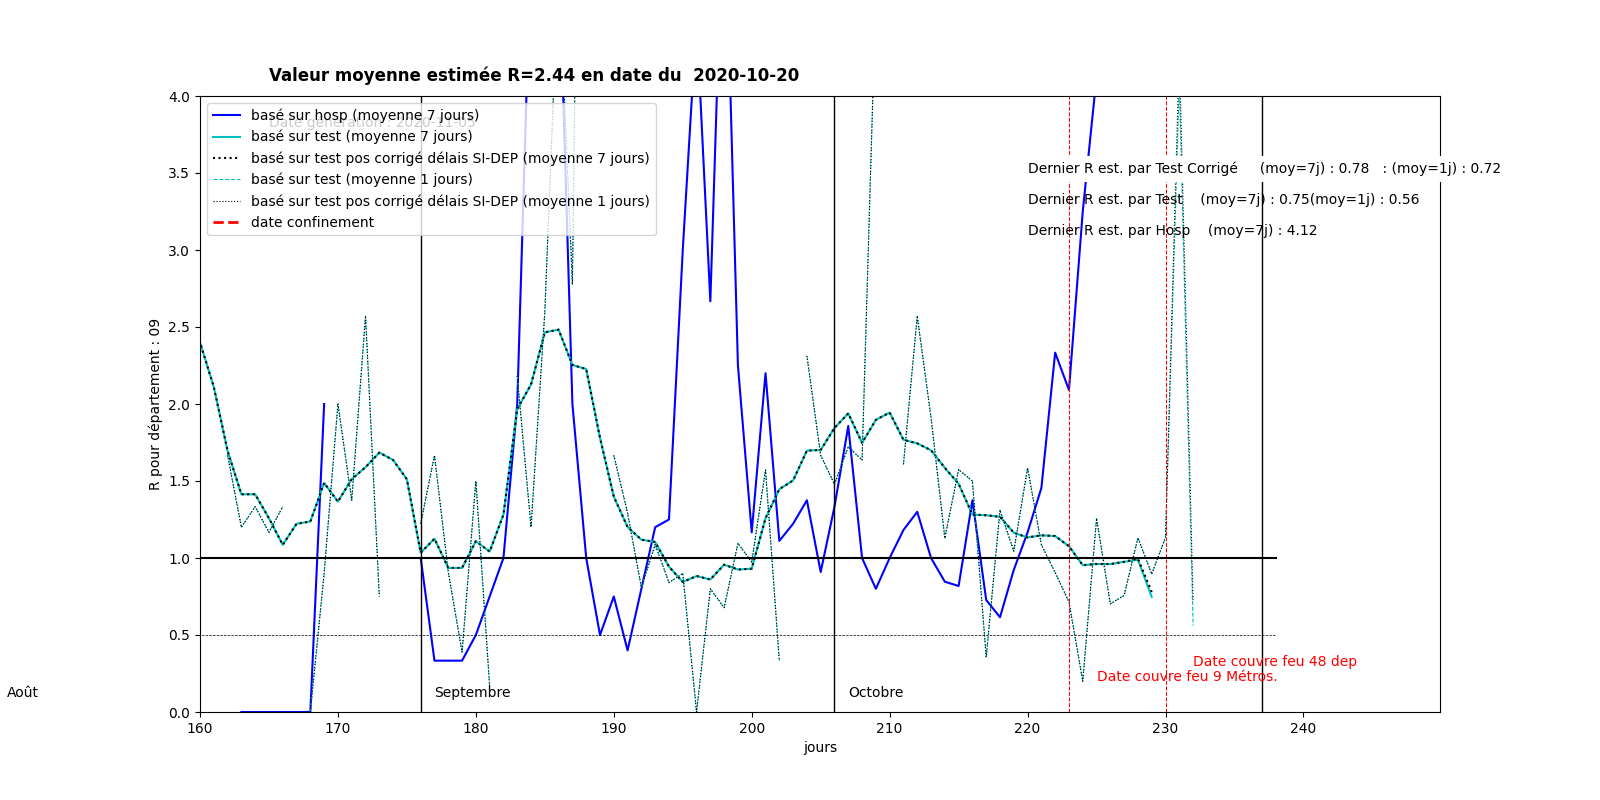 Valeur moyenne estimée R=2.44 en date du  2020-10-20
Date génération : 2020-11-05
basé sur hosp (moyenne 7 jours)
basé sur test (moyenne 7 jours)
basé sur test pos corrigé délais SI-DEP (moyenne 7 jours)
basé sur test (moyenne 1 jours)
basé sur test pos corrigé délais SI-DEP (moyenne 1 jours)
date confinement
Dernier R est. par Test Corrigé (moy=7j) : 0.78 : (moy=1j) : 0.72
Dernier R est. par Test (moy=7j) : 0.75(moy=1j) : 0.56
Dernier R est. par Hosp (moy=7j) : 4.12
R pour département : 09
4.0
3.5
3.0
2.5
2.0
1.5
1.0
0.5
0.0
Date couvre feu 48 dep
Date couvre feu 9 Métros.
Août
Septembre
Octobre
160 170 180 190 200 210 220 230 240
jours